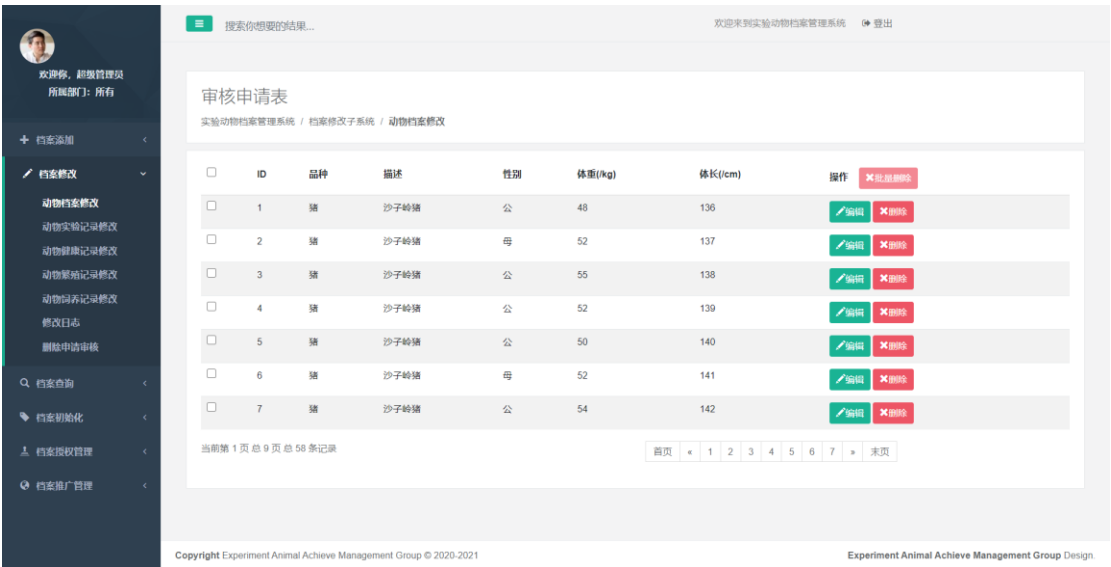 搜索你想要的结果...
欢迎来到实验动物档案管理系统 登出
欢迎你，超级管理员
所属部门：所有
档案添加
档案修改
动物档案修改
动物实验记录修改
动物健康记录修改
动物繁殖记录修改
动物饲养记录修改
修改日志
删除申请审核
档案查询
档案初始化
档案授权管理
档案推广管理
审核申请表
实验动物档案管理系统 / 档案修改子系统 / 动物档案修改
ID 品种 描述 性别 体重(/kg) 体长(/cm) 操作 批量删除
1 猪 沙子岭猪 公 48 136 编辑 删除
2 猪 沙子岭猪 母 52 137 编辑 删除
3 猪 沙子岭猪 公 55 138 编辑 删除
4 猪 沙子岭猪 公 52 139 编辑 删除
5 猪 沙子岭猪 公 50 140 编辑 删除
6 猪 沙子岭猪 母 52 141 编辑 删除
7 猪 沙子岭猪 公 54 142 编辑 删除
当前第 1 页 总 9 页 总 58 条记录
首页 « 1 2 3 4 5 6 7 » 末页
Copyright Experiment Animal Achieve Management Group © 2020-2021
Experiment Animal Achieve Management Group Design.